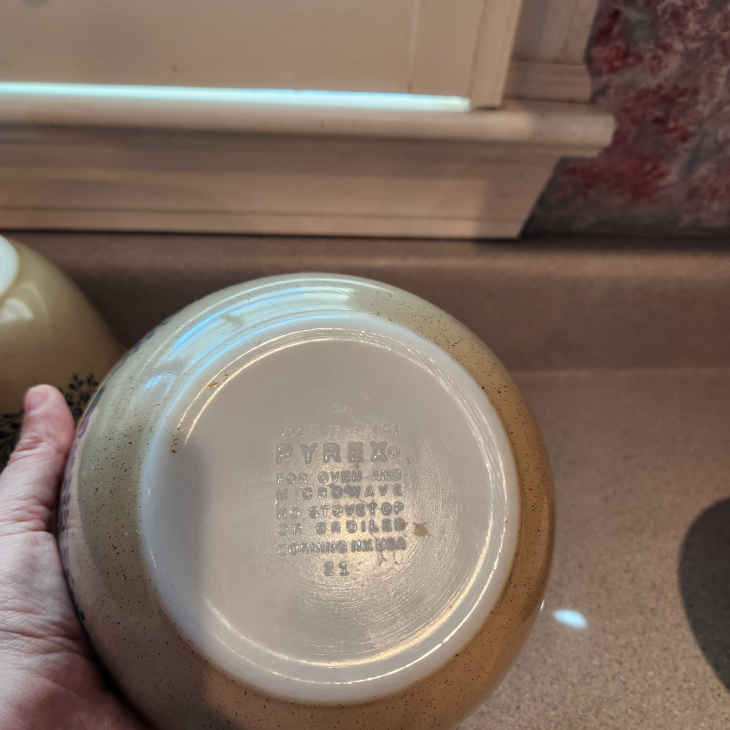 PYREX®
FOR OVEN AND
MICROWAVE
NO STOVETOP
OR BROILER
CORNING NY USA
21